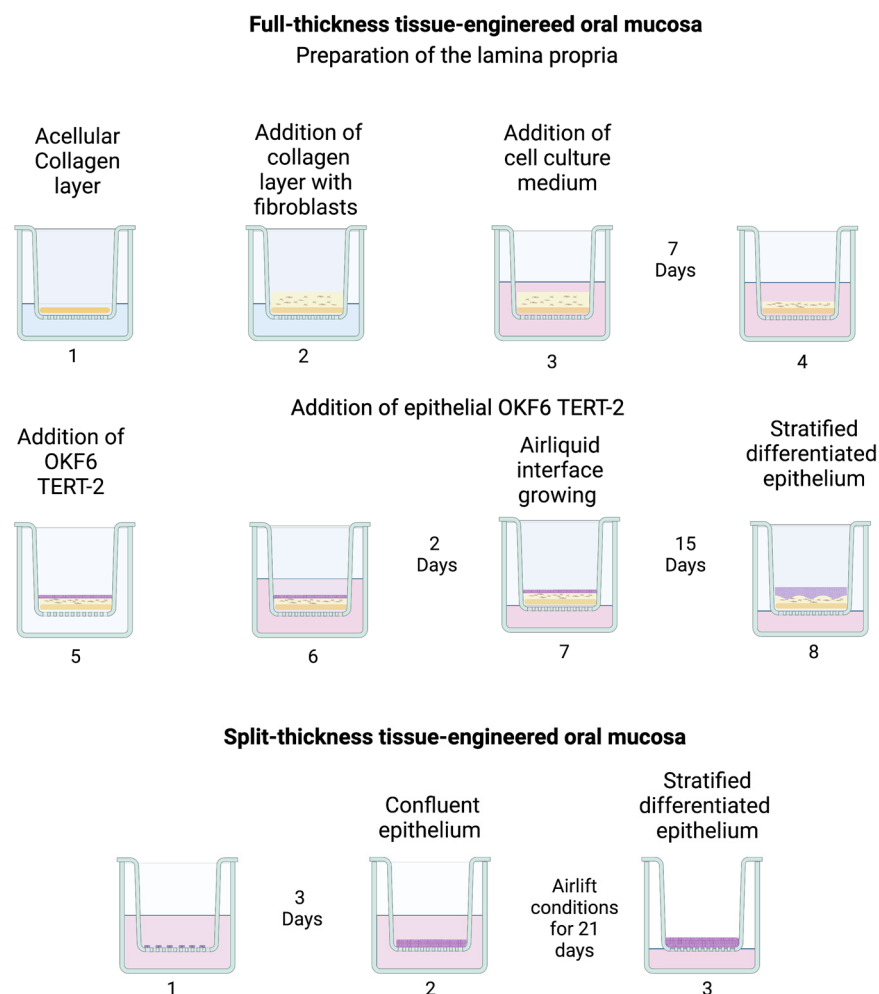 Full-thickness tissue-enginereed oral mucosa
Preparation of the lamina propria
Acellular
Collagen
layer
Addition of
collagen
layer with
fibroblasts
Addition of
cell culture
medium
7
Days
1
2
3
4
Addition of epithelial OKF6 TERT-2
Addition of
OKF6
TERT-2
Airliquid
interface
growing
Stratified
differentiated
epithelium
2
Days
15
Days
5
6
7
8
Split-thickness tissue-engineered oral mucosa
Confluent
epithelium
Stratified
differentiated
epithelium
3
Days
Airlift
conditions
for 21
days
1
2
3